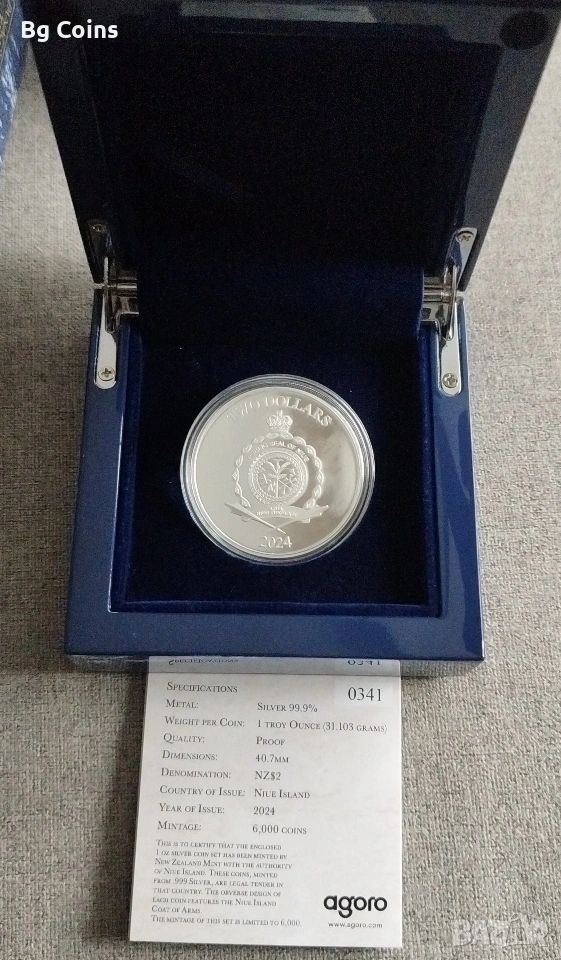 Bg Coins
TWO DOLLARS
PUBLIC SEAL OF NIUE
2024
SPECIFICATIONS 0341
METAL: SILVER 99.9%
WEIGHT PER COIN: 1 TROY OUNCE (31.103 GRAMS)
QUALITY: PROOF
DIMENSIONS: 40.7MM
DENOMINATION: NZ$2
COUNTRY OF ISSUE: NIUE ISLAND
YEAR OF ISSUE: 2024
MINTAGE: 6,000 COINS
THIS IS TO CERTIFY THAT THE ENCLOSED
1 OZ SILVER COIN SET HAS BEEN MINTED BY
NEW ZEALAND MINT WITH THE AUTHORITY
OF NIUE ISLAND. THESE COINS, MINTED
FROM .999 SILVER, ARE LEGAL TENDER IN
THAT COUNTRY. THE OBVERSE DESIGN OF
EACH COIN FEATURES THE NIUE ISLAND
COAT OF ARMS.
THE MINTAGE OF THIS SET IS LIMITED TO 6,000.
agoro
www.agoro.com
BAZAR